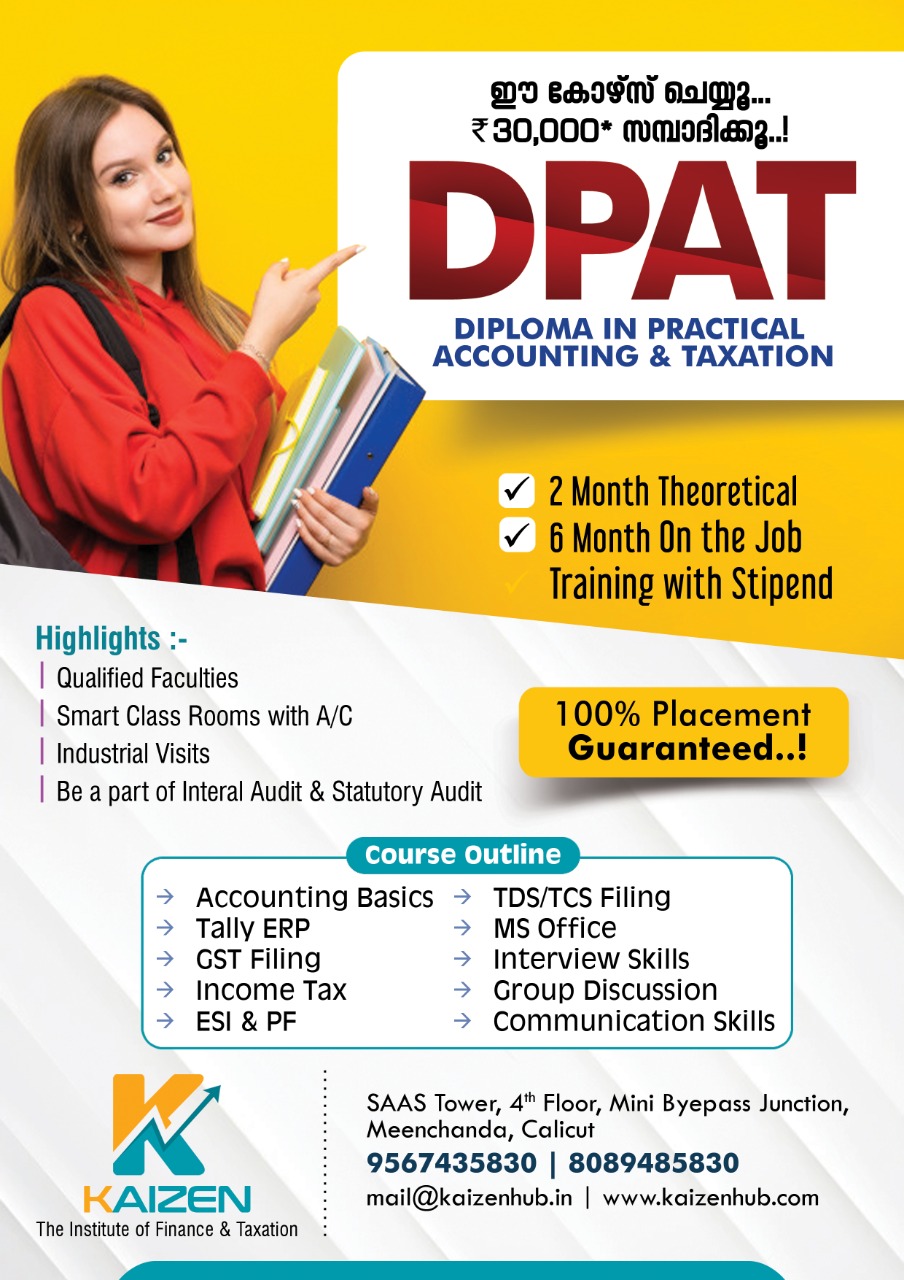 ഈ കോഴ്സ് ചെയ്യൂ...
₹30,000* സമ്പാദിക്കൂ..!
DPAT
DIPLOMA IN PRACTICAL
ACCOUNTING & TAXATION
2 Month Theoretical
6 Month On the Job
Training with Stipend
Highlights :-
Qualified Faculties
Smart Class Rooms with A/C
Industrial Visits
Be a part of Interal Audit & Statutory Audit
100% Placement
Guaranteed..!
Course Outline
Accounting Basics
Tally ERP
GST Filing
Income Tax
ESI & PF
TDS/TCS Filing
MS Office
Interview Skills
Group Discussion
Communication Skills
KAIZEN
The Institute of Finance & Taxation
SAAS Tower, 4th Floor, Mini Byepass Junction,
Meenchanda, Calicut
9567435830 | 8089485830
mail@kaizenhub.in | www.kaizenhub.com